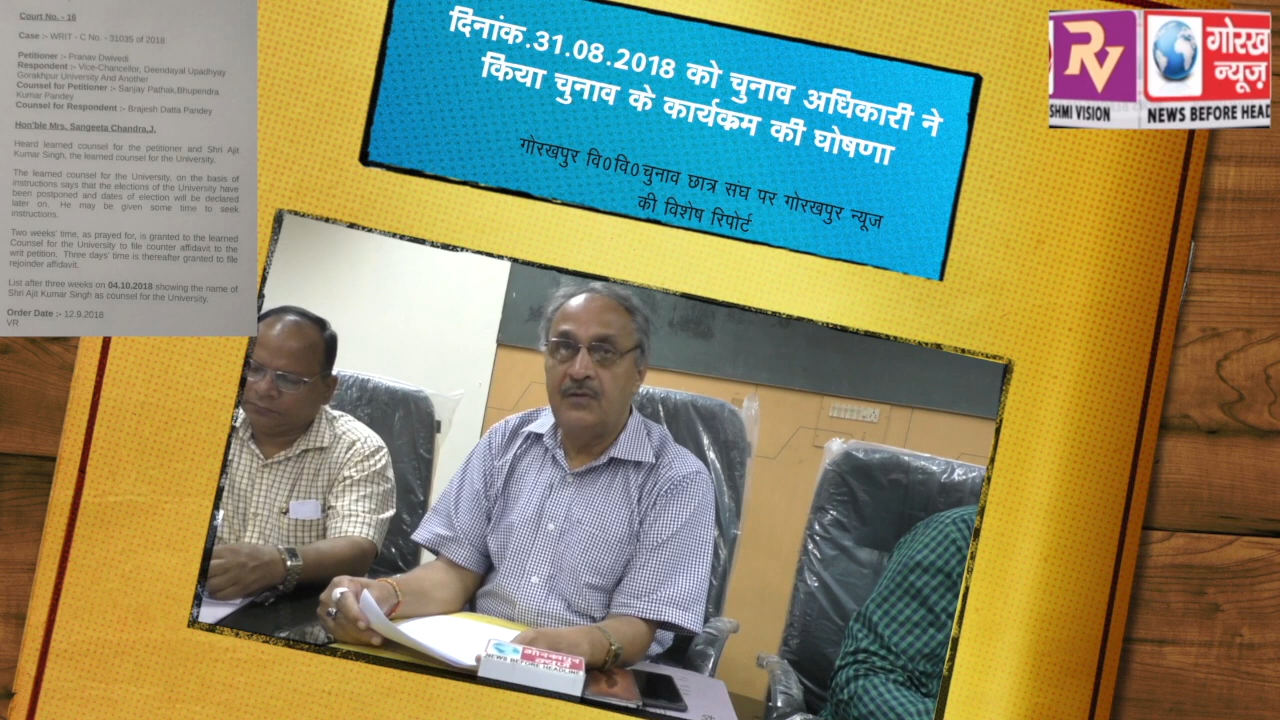 Court No. - 16
Case :- WRIT - C No. - 31035 of 2018
Petitioner :- Pranav Dwivedi
Respondent :- Vice-Chancellor, Deendayal Upadhyay
Gorakhpur University And Another
Counsel for Petitioner :- Sanjay Pathak,Bhupendra
Kumar Pandey
Counsel for Respondent :- Brajesh Datta Pandey
Hon'ble Mrs. Sangeeta Chandra,J.
Heard learned counsel for the petitioner and Shri Ajit
Kumar Singh, the learned counsel for the University.
The learned counsel for the University, on the basis of
instructions says that the elections of the University have
been postponed and dates of election will be declared
later on. He may be given some time to seek
instructions.
Two weeks' time, as prayed for, is granted to the learned
Counsel for the University to file counter affidavit to the
writ petition. Three days' time is thereafter granted to file
rejoinder affidavit.
List after three weeks on 04.10.2018 showing the name of
Shri Ajit Kumar Singh as counsel for the University.
Order Date :- 12.9.2018
VR
दिनांक.31.08.2018 को चुनाव अधिकारी ने
किया चुनाव के कार्यक्रम की घोषणा
गोरखपुर वि0वि0चुनाव छात्र सघ पर गोरखपुर न्यूज
की विशेष रिपोर्ट
RV
SHMI VISION
गोरख
न्यूज़
NEWS BEFORE HEAD
गोरखपुर
न्यूज़
NEWS BEFORE HEADLINE